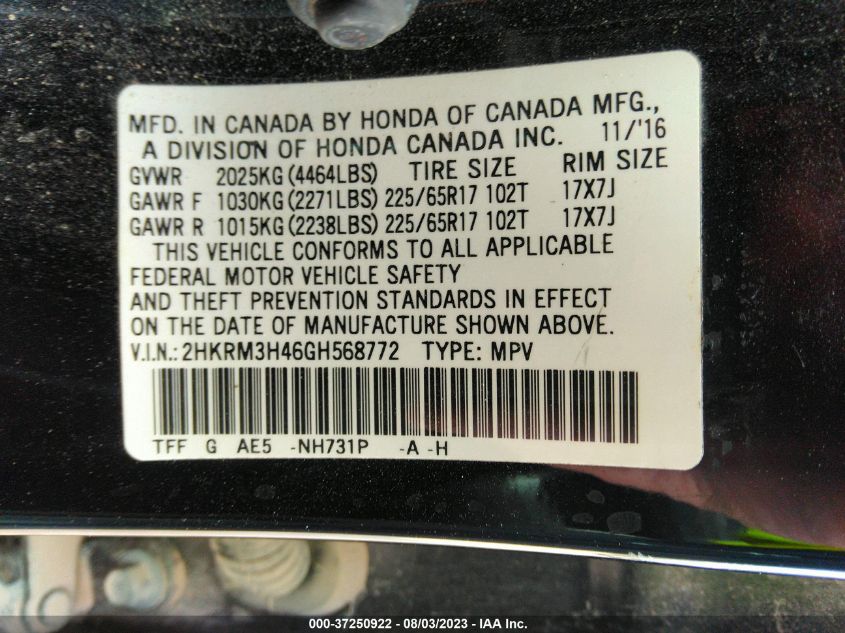 MFD. IN CANADA BY HONDA OF CANADA MFG.,
A DIVISION OF HONDA CANADA INC. 11/'16
GVWR 2025KG (4464LBS) TIRE SIZE RIM SIZE
GAWR F 1030KG (2271LBS) 225/65R17 102T 17X7J
GAWR R 1015KG (2238LBS) 225/65R17 102T 17X7J
THIS VEHICLE CONFORMS TO ALL APPLICABLE
FEDERAL MOTOR VEHICLE SAFETY
AND THEFT PREVENTION STANDARDS IN EFFECT
ON THE DATE OF MANUFACTURE SHOWN ABOVE.
V.I.N.: 2HKRM3H46GH568772 TYPE: MPV
TFF G AE5 -NH731P -A -H
000-37250922 - 08/03/2023 - IAA Inc.